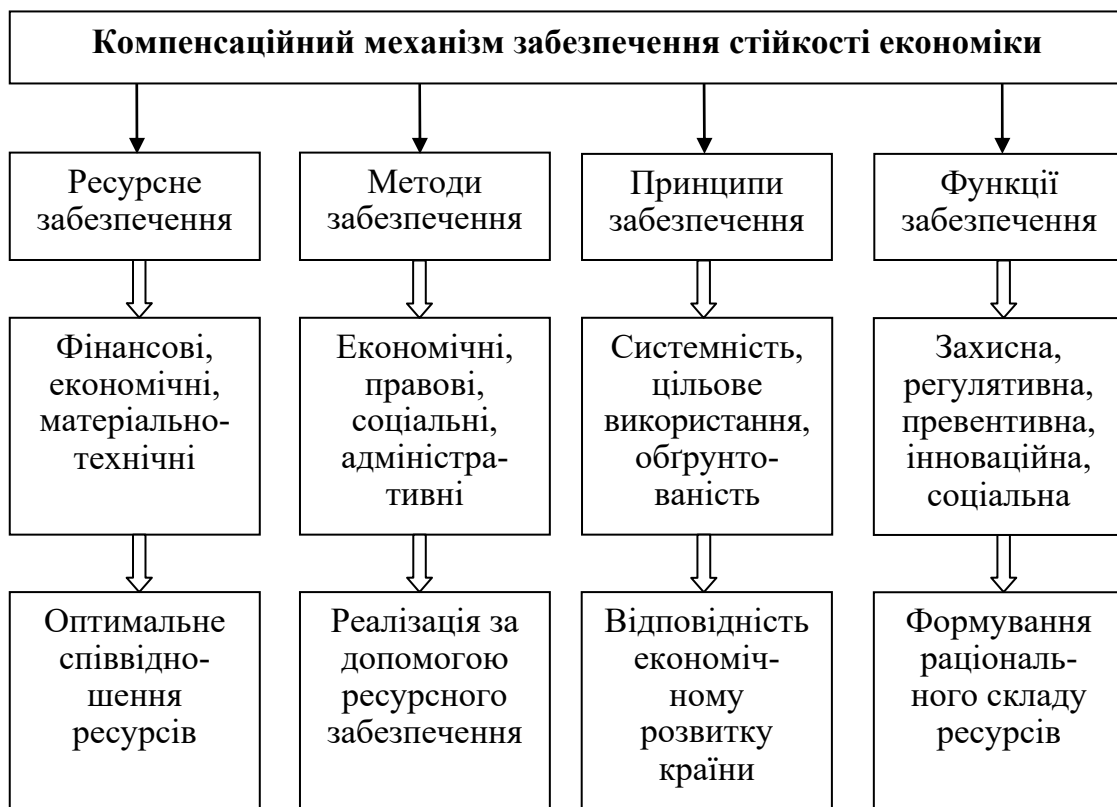 Компенсаційний механізм забезпечення стійкості економіки
Ресурсне
забезпечення
Методи
забезпечення
Принципи
забезпечення
Функції
забезпечення
Фінансові,
економічні,
матеріально-
технічні
Економічні,
правові,
соціальні,
адміністра-
тивні
Системність,
цільове
використання,
обґрунто-
ваність
Захисна,
регулятивна,
превентивна,
інноваційна,
соціальна
Оптимальне
співвідно-
шення
ресурсів
Реалізація за
допомогою
ресурсного
забезпечення
Відповідність
економіч-
ному
розвитку
країни
Формування
раціональ-
ного складу
ресурсів